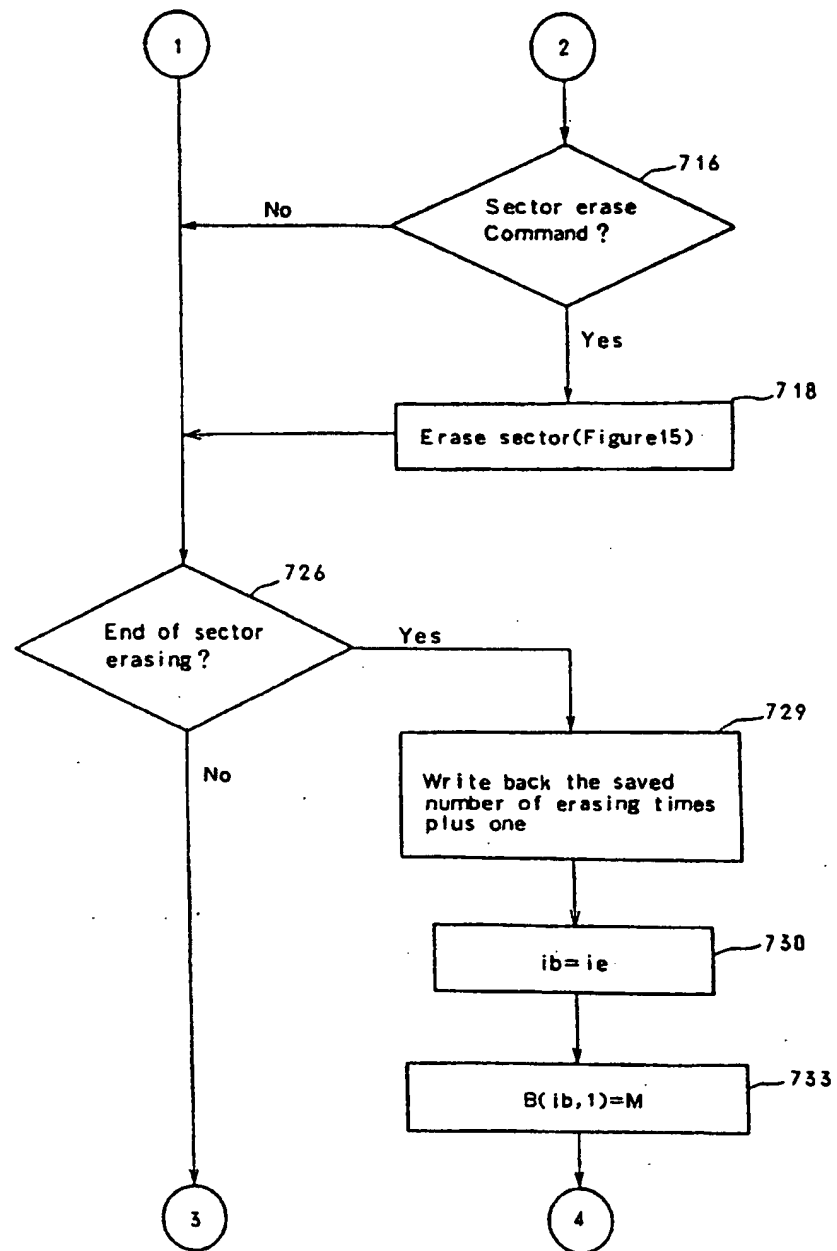 1
2
716
Sector erase
Command?
No
Yes
718
Erase sector(Figure15)
726
End of sector
erasing?
Yes
No
729
Write back the saved
number of erasing times
plus one
730
ib=ie
733
B(ib,1)=M
3
4